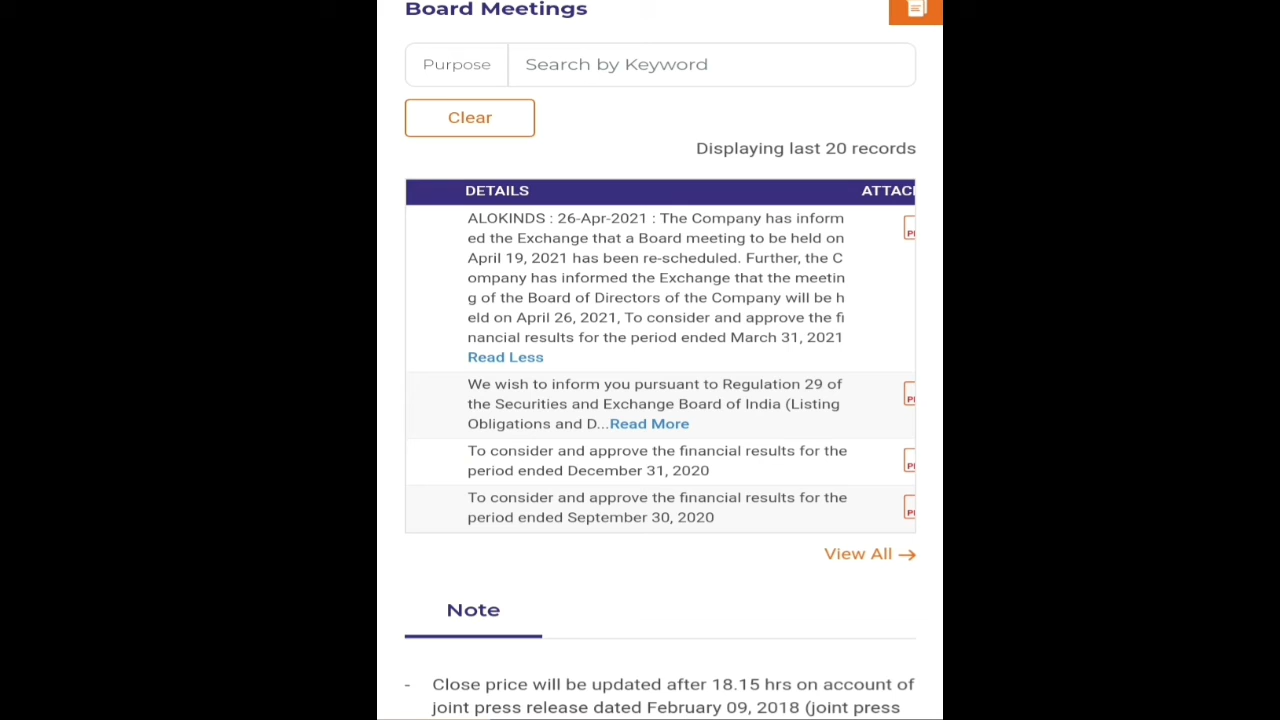 Board Meetings
Purpose
Search by Keyword
Clear
Displaying last 20 records
DETAILS
ATTACH
ALOKINDS : 26-Apr-2021 : The Company has inform
ed the Exchange that a Board meeting to be held on
April 19, 2021 has been re-scheduled. Further, the C
ompany has informed the Exchange that the meetin
g of the Board of Directors of the Company will be h
eld on April 26, 2021, To consider and approve the fi
nancial results for the period ended March 31, 2021
Read Less
We wish to inform you pursuant to Regulation 29 of
the Securities and Exchange Board of India (Listing
Obligations and D...Read More
To consider and approve the financial results for the
period ended December 31, 2020
To consider and approve the financial results for the
period ended September 30, 2020
View All →
Note
- Close price will be updated after 18.15 hrs on account of
joint press release dated February 09, 2018 (joint press